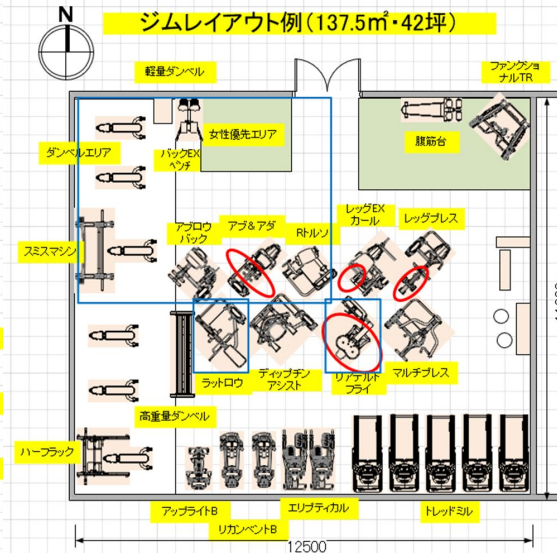 ジムレイアウト例(137.5㎡・42坪)
N
軽量ダンベル
ファンクショ
ナルTR
ダンベルエリア
バックEX
ベンチ
女性優先エリア
腹筋台
スミスマシン
アブロウ
バック
アブ&アダ
Rトルソ
レッグEX
カール
レッグプレス
ラットロウ
ディップチン
アシスト
リアデルト
フライ
マルチプレス
高重量ダンベル
ハーフラック
アップライトB
リカンベントB
エリプティカル
トレッドミル
12500